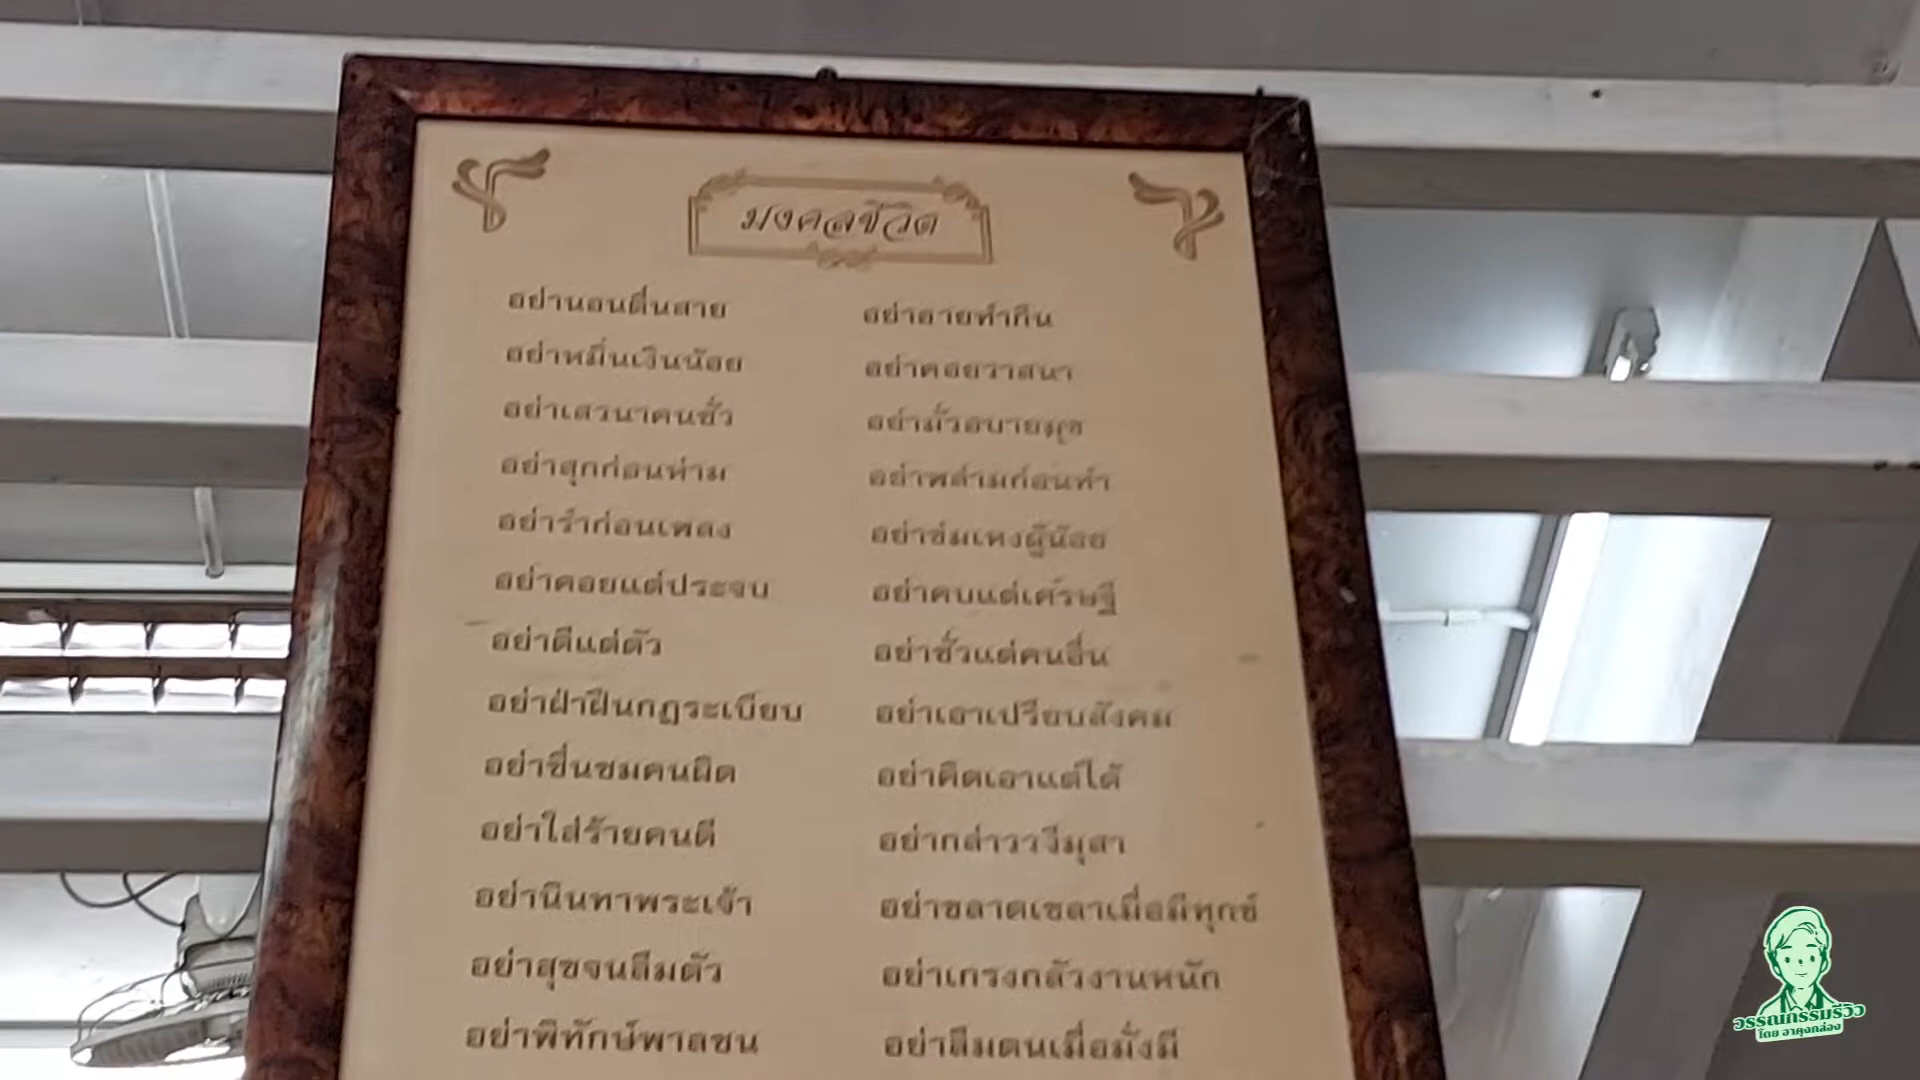 มงคลชีวิต
อย่านอนตื่นสาย อย่าอายทำกิน
อย่าหมิ่นเงินน้อย อย่าคอยวาสนา
อย่าเสวนาคนชั่ว อย่ามั่วอบายมุข
อย่าสุกก่อนห่าม อย่าพล่ามก่อนทำ
อย่ารำก่อนเพลง อย่าข่มเหงผู้น้อย
อย่าคอยแต่ประจบ อย่าคบแต่เศรษฐี
อย่าดีแต่ตัว อย่าชั่วแต่คนอื่น
อย่าฝ่าฝืนกฎระเบียบ อย่าเอาเปรียบสังคม
อย่าชื่นชมคนผิด อย่าคิดเอาแต่ได้
อย่าใส่ร้ายคนดี อย่ากล่าววจีมุสา
อย่านินทาพระเจ้า อย่าขลาดเขลาเมื่อมีทุกข์
อย่าสุขจนลืมตัว อย่าเกรงกลัวงานหนัก
อย่าพิทักษ์พาลชน อย่าลืมตนเมื่อมั่งมี
วรรณกรรมรีวิว
โดย อาคุงกล่อง